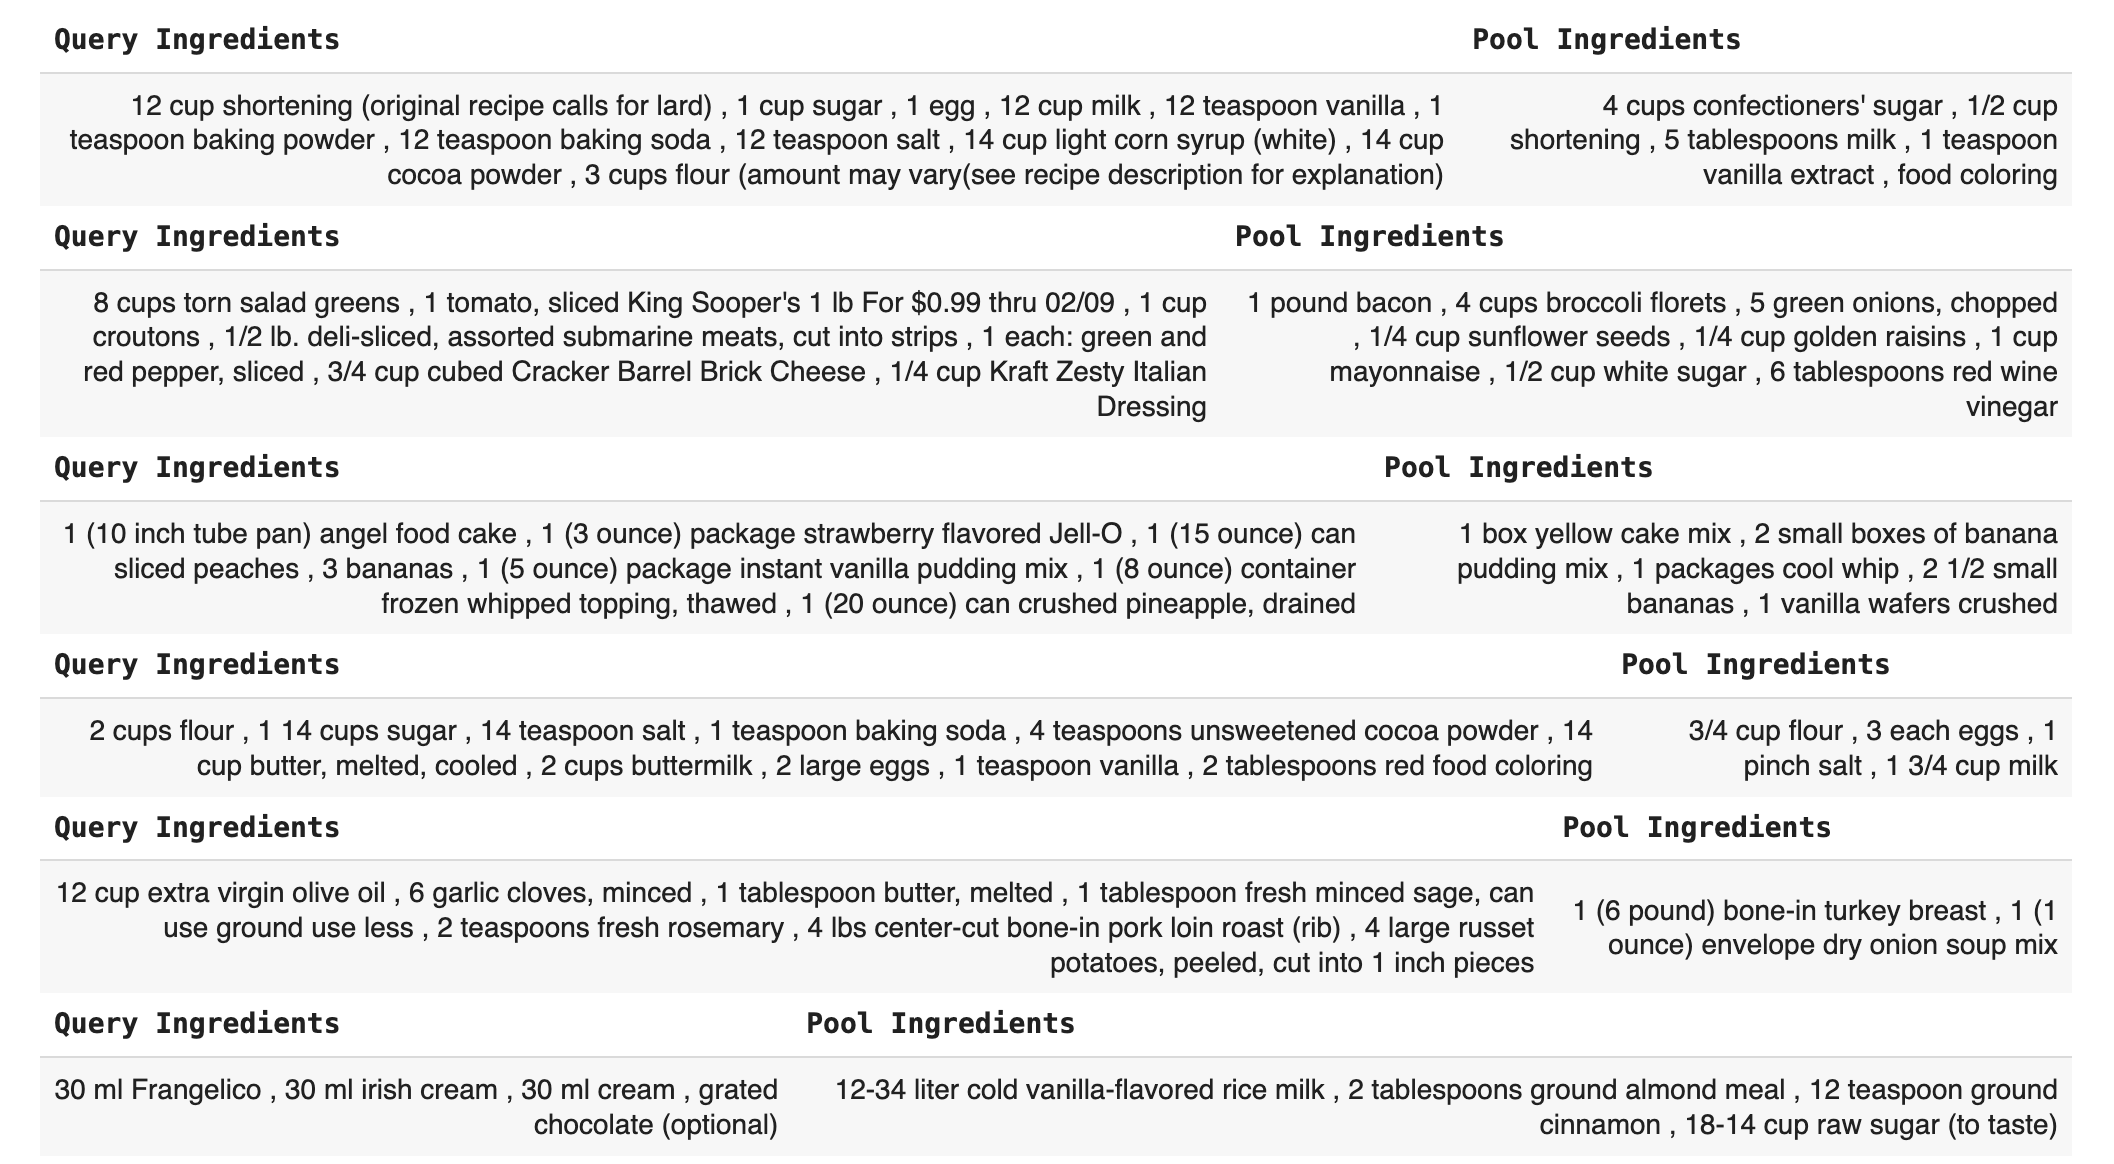 Query Ingredients
Pool Ingredients
12 cup shortening (original recipe calls for lard) , 1 cup sugar , 1 egg , 12 cup milk , 12 teaspoon vanilla , 1
teaspoon baking powder , 12 teaspoon baking soda , 12 teaspoon salt , 14 cup light corn syrup (white) , 14 cup
cocoa powder , 3 cups flour (amount may vary(see recipe description for explanation)
4 cups confectioners' sugar , 1/2 cup
shortening , 5 tablespoons milk , 1 teaspoon
vanilla extract , food coloring
Query Ingredients
Pool Ingredients
8 cups torn salad greens , 1 tomato, sliced King Sooper's 1 lb For $0.99 thru 02/09 , 1 cup
croutons , 1/2 lb. deli-sliced, assorted submarine meats, cut into strips , 1 each: green and
red pepper, sliced , 3/4 cup cubed Cracker Barrel Brick Cheese , 1/4 cup Kraft Zesty Italian
Dressing
1 pound bacon , 4 cups broccoli florets , 5 green onions, chopped
, 1/4 cup sunflower seeds , 1/4 cup golden raisins , 1 cup
mayonnaise , 1/2 cup white sugar , 6 tablespoons red wine
vinegar
Query Ingredients
Pool Ingredients
1 (10 inch tube pan) angel food cake , 1 (3 ounce) package strawberry flavored Jell-O , 1 (15 ounce) can
sliced peaches , 3 bananas , 1 (5 ounce) package instant vanilla pudding mix , 1 (8 ounce) container
frozen whipped topping, thawed , 1 (20 ounce) can crushed pineapple, drained
1 box yellow cake mix , 2 small boxes of banana
pudding mix , 1 packages cool whip , 2 1/2 small
bananas , 1 vanilla wafers crushed
Query Ingredients
Pool Ingredients
2 cups flour , 1 14 cups sugar , 14 teaspoon salt , 1 teaspoon baking soda , 4 teaspoons unsweetened cocoa powder , 14
cup butter, melted, cooled , 2 cups buttermilk , 2 large eggs , 1 teaspoon vanilla , 2 tablespoons red food coloring
3/4 cup flour , 3 each eggs , 1
pinch salt , 1 3/4 cup milk
Query Ingredients
Pool Ingredients
12 cup extra virgin olive oil , 6 garlic cloves, minced , 1 tablespoon butter, melted , 1 tablespoon fresh minced sage, can
use ground use less , 2 teaspoons fresh rosemary , 4 lbs center-cut bone-in pork loin roast (rib) , 4 large russet
potatoes, peeled, cut into 1 inch pieces
1 (6 pound) bone-in turkey breast , 1 (1
ounce) envelope dry onion soup mix
Query Ingredients
Pool Ingredients
30 ml Frangelico , 30 ml irish cream , 30 ml cream , grated
chocolate (optional)
12-34 liter cold vanilla-flavored rice milk , 2 tablespoons ground almond meal , 12 teaspoon ground
cinnamon , 18-14 cup raw sugar (to taste)